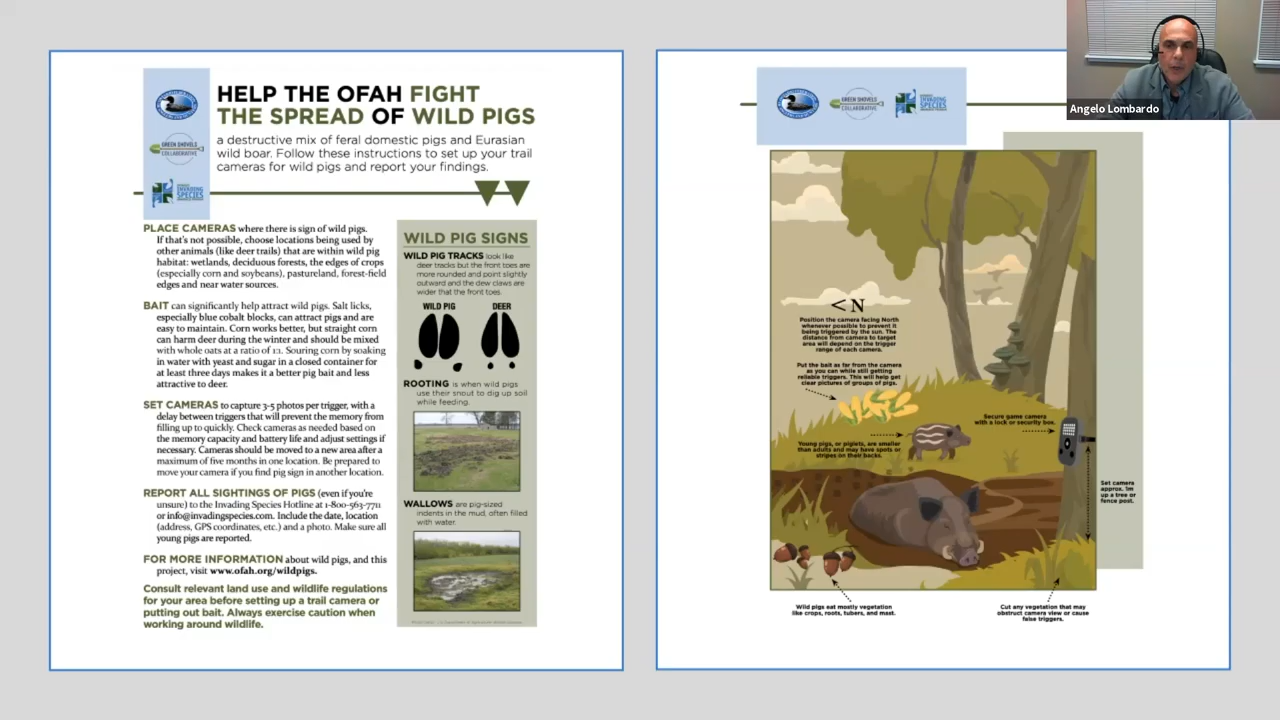 HELP THE OFAH FIGHT
THE SPREAD OF WILD PIGS
a destructive mix of feral domestic pigs and Eurasian
wild boar. Follow these instructions to set up your trail
cameras for wild pigs and report your findings.
GREEN SHOVELS
COLLABORATIVE
INVADING
SPECIES
PLACE CAMERAS where there is sign of wild pigs.
If that's not possible, choose locations being used by
other animals (like deer trails) that are within wild pig
habitat: wetlands, deciduous forests, the edges of crops
(especially corn and soybeans), pastureland, forest-field
edges and near water sources.
BAIT can significantly help attract wild pigs. Salt licks,
especially blue cobalt blocks, can attract pigs and are
easy to maintain. Corn works better, but straight corn
can harm deer during the winter and should be mixed
with whole oats at a ratio of 1:1. Souring corn by soaking
in water with yeast and sugar in a closed container for
at least three days makes it a better pig bait and less
attractive to deer.
SET CAMERAS to capture 3-5 photos per trigger, with a
delay between triggers that will prevent the memory from
filling up to quickly. Check cameras as needed based on
the memory capacity and battery life and adjust settings if
necessary. Cameras should be moved to a new area after a
maximum of five months in one location. Be prepared to
move your camera if you find pig sign in another location.
REPORT ALL SIGHTINGS OF PIGS (even if you're
unsure) to the Invading Species Hotline at 1-800-563-7711
or info@invadingspecies.com. Include the date, location
(address, GPS coordinates, etc.) and a photo. Make sure all
young pigs are reported.
FOR MORE INFORMATION about wild pigs, and this
project, visit www.ofah.org/wildpigs.
Consult relevant land use and wildlife regulations
for your area before setting up a trail camera or
putting out bait. Always exercise caution when
working around wildlife.
WILD PIG SIGNS
WILD PIG TRACKS look like
deer tracks but the front toes are
more rounded and point slightly
outward and the dew claws are
wider that the front toes.
WILD PIG DEER
ROOTING is when wild pigs
use their snout to dig up soil
while feeding.
WALLOWS are pig-sized
indents in the mud, often filled
with water.
GREEN SHOVELS
COLLABORATIVE
INVADING
SPECIES
Angelo Lombardo
< N
Position the camera facing North
whenever possible to prevent it
being triggered by the sun. The
distance from camera to target
area will depend on the trigger
range of each camera.
Put the bait as far from the camera
as you can while still getting
reliable triggers. This will help get
clear pictures of groups of pigs.
Secure game camera
with a lock or security box.
Young pigs, or piglets, are smaller
than adults and may have spots or
stripes on their backs.
Set camera
approx. 1m
up a tree or
fence post.
Wild pigs eat mostly vegetation
like crops, roots, tubers, and mast.
Cut any vegetation that may
obstruct camera view or cause
false triggers.